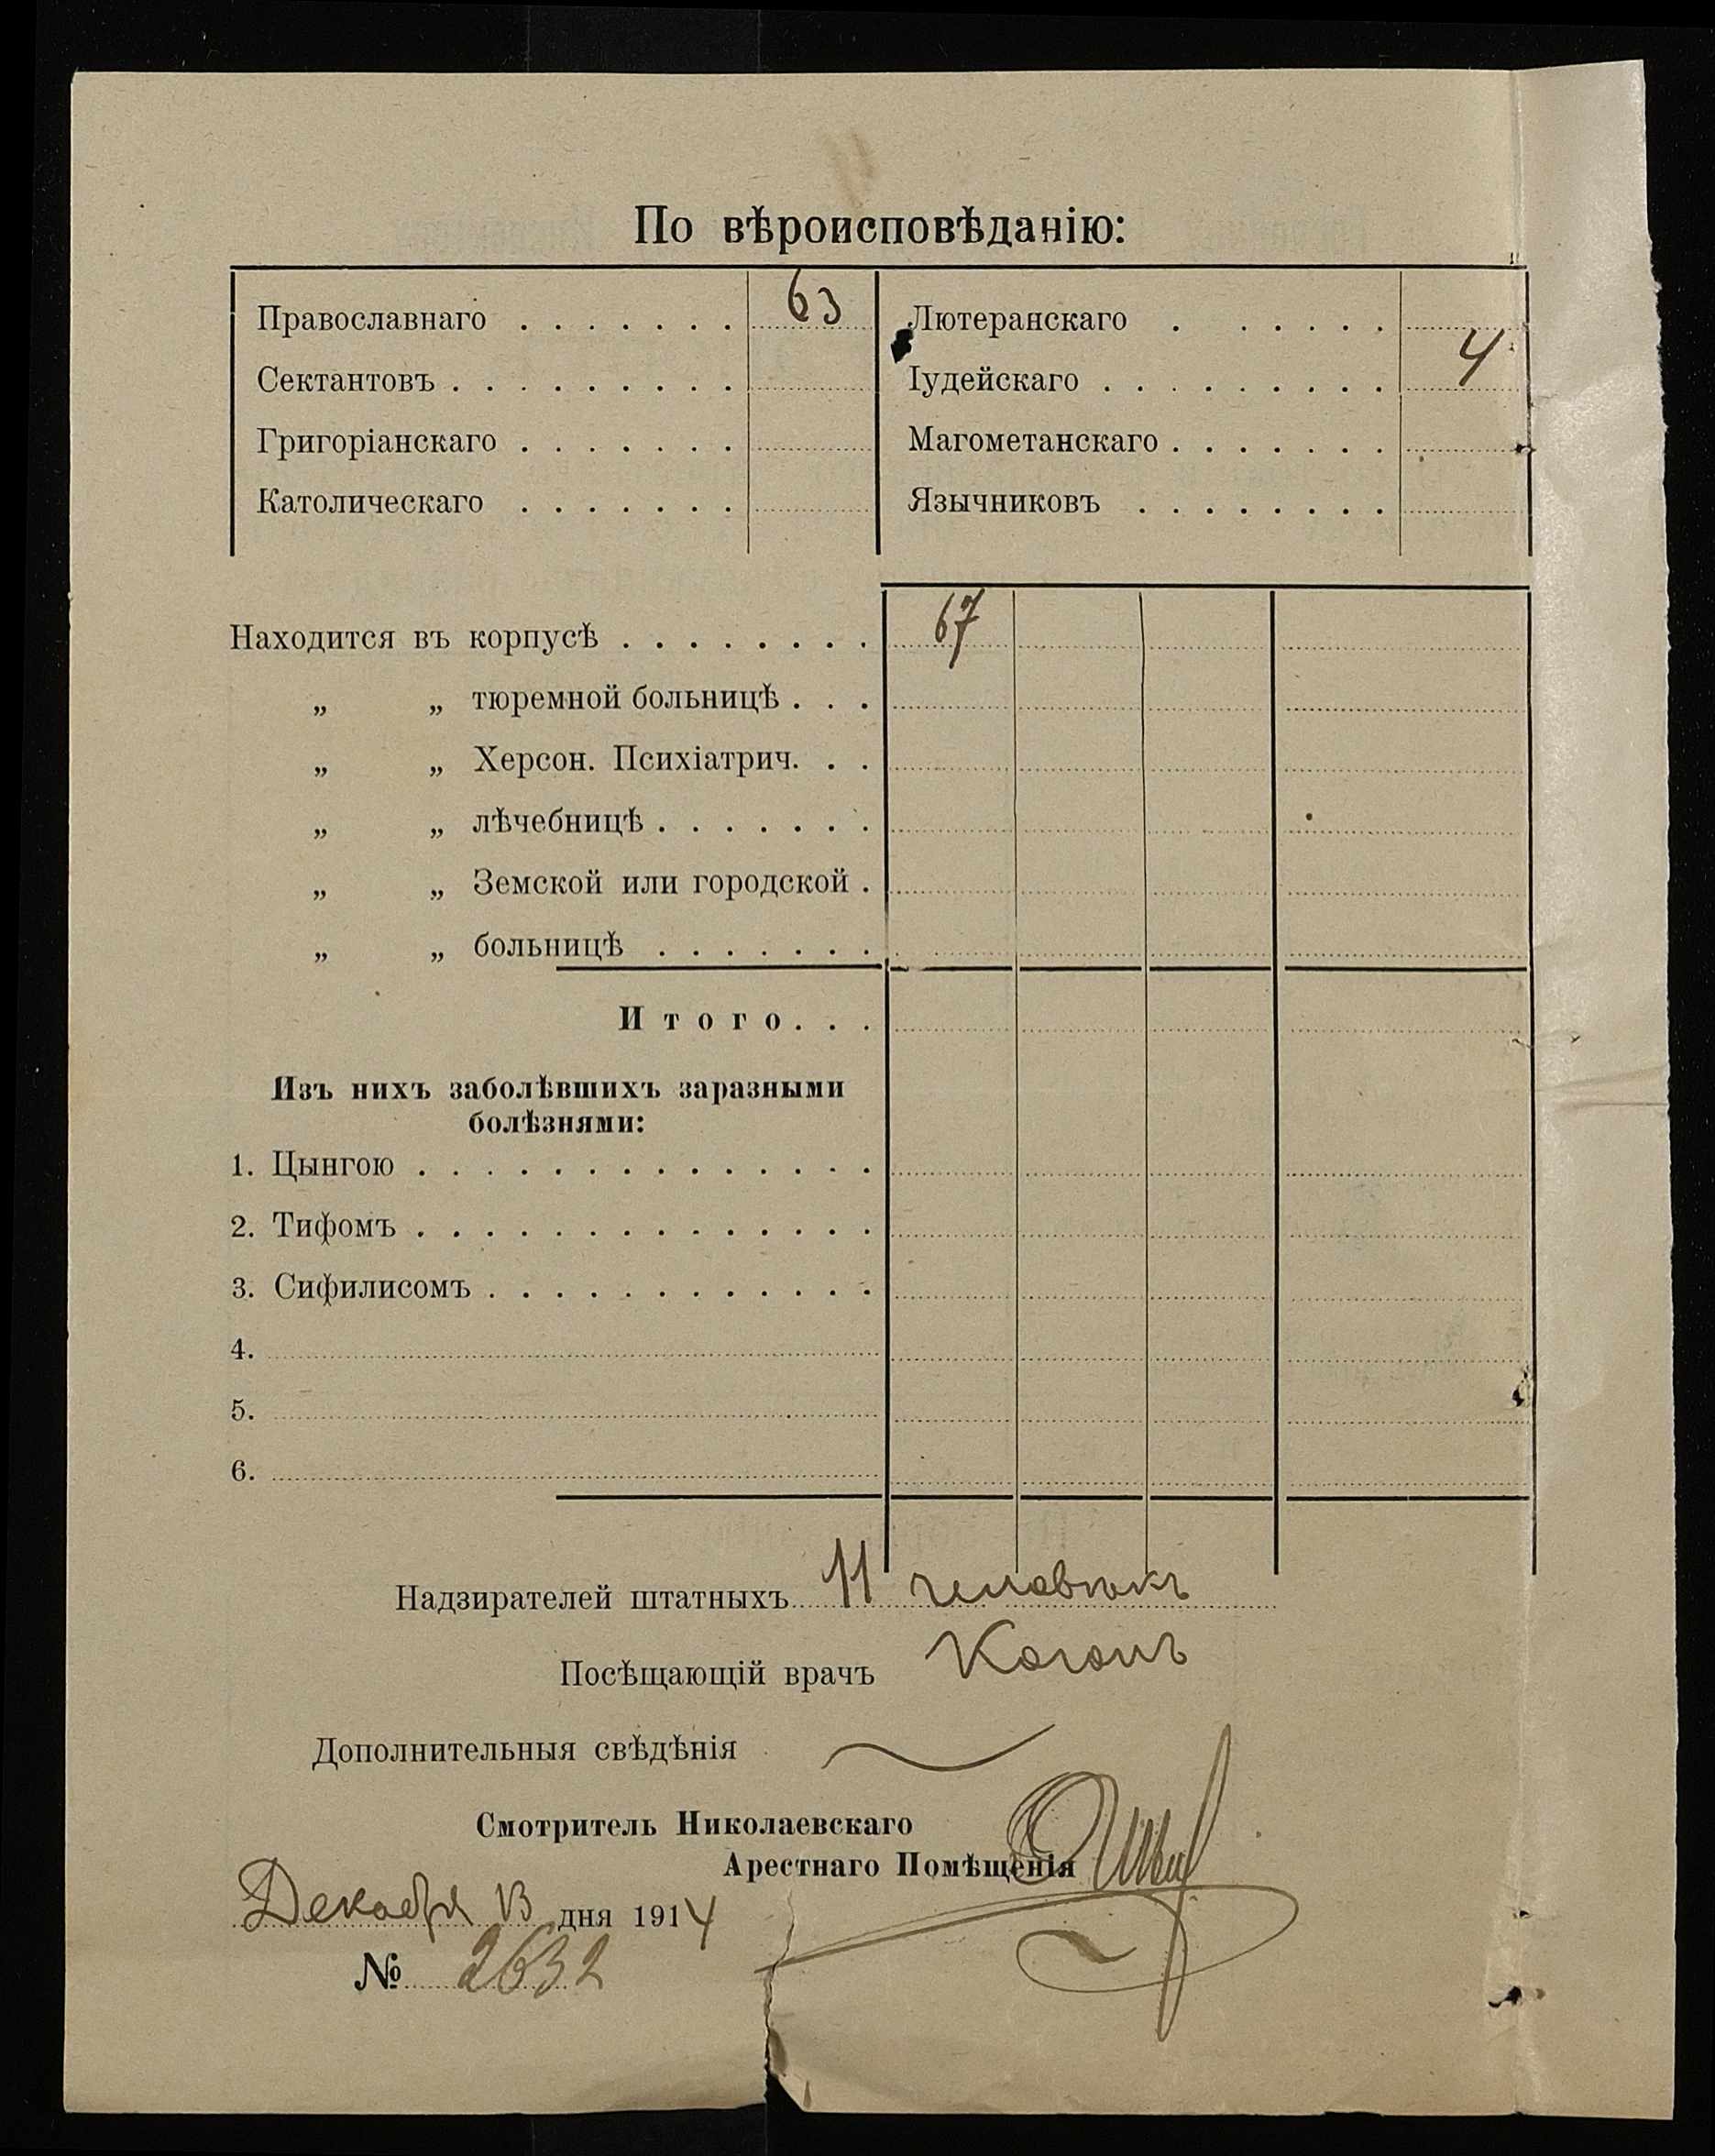 По вѣроисповѣданію:
Православнаго . . . . . . . 63 Лютеранскаго . . . . . .
Сектантовъ . . . . . . . . . Іудейскаго . . . . . . . . . 4
Григоріанскаго . . . . . . . Магометанскаго . . . . . . .
Католическаго . . . . . . . Язычниковъ . . . . . . . .
Находится въ корпусѣ . . . . . . . . 67
„ „ тюремной больницѣ . . .
„ „ Херсон. Психіатрич. . .
„ „ лѣчебницѣ . . . . . . .
„ „ Земской или городской .
„ „ больницѣ . . . . . . .
Итого . . .
Изъ нихъ заболѣвшихъ заразными
болѣзнями:
1. Цынгою . . . . . . . . . . . . . .
2. Тифомъ . . . . . . . . . . . . . .
3. Сифилисомъ . . . . . . . . . . . .
4.
5.
6.
Надзирателей штатныхъ 11 человѣкъ
Посѣщающій врачъ Коганъ
Дополнительныя свѣдѣнія
Смотритель Николаевскаго
Арестнаго Помѣщенія
Декабря 13 дня 1914
№ 2632